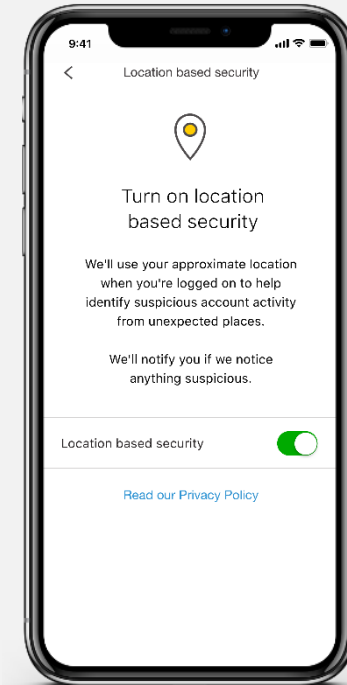 9:41
Location based security
Turn on location
based security
We'll use your approximate location
when you're logged on to help
identify suspicious account activity
from unexpected places.
We'll notify you if we notice
anything suspicious.
Location based security
Read our Privacy Policy